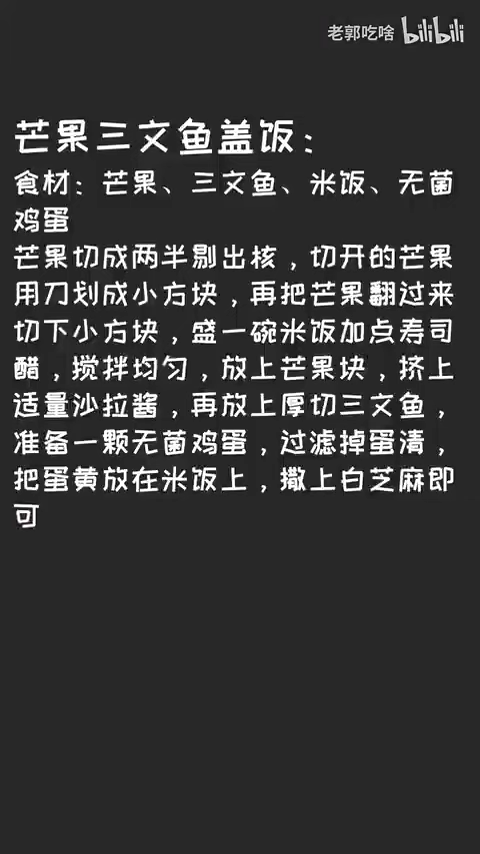 老郭吃啥 bilibili
芒果三文鱼盖饭：
食材：芒果、三文鱼、米饭、无菌
鸡蛋
芒果切成两半剔出核，切开的芒果
用刀划成小方块，再把芒果翻过来
切下小方块，盛一碗米饭加点寿司
醋，搅拌均匀，放上芒果块，挤上
适量沙拉酱，再放上厚切三文鱼，
准备一颗无菌鸡蛋，过滤掉蛋清，
把蛋黄放在米饭上，撒上白芝麻即
可